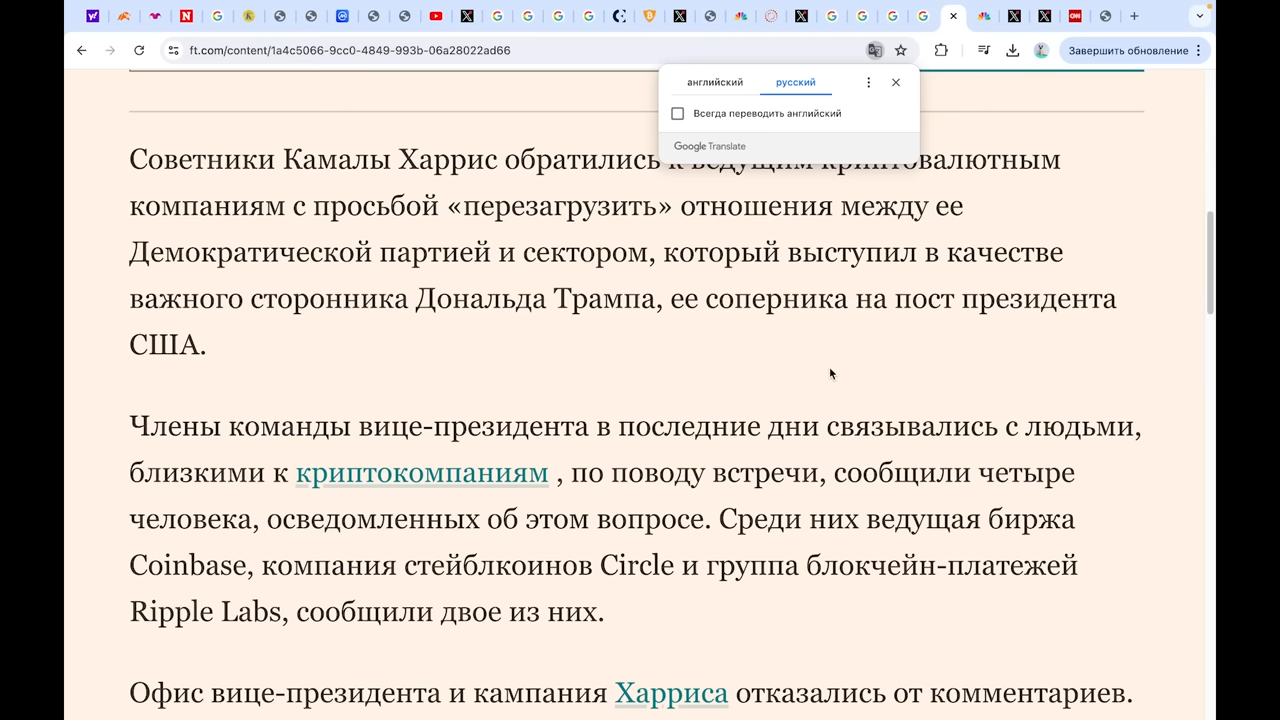 ft.com/content/1a4c5066-9cc0-4849-993b-06a28022ad66
Завершить обновление
английский
русский
Всегда переводить английский
Google Translate
Советники Камалы Харрис обратились к ведущим криптовалютным
компаниям с просьбой «перезагрузить» отношения между ее
Демократической партией и сектором, который выступил в качестве
важного сторонника Дональда Трампа, ее соперника на пост президента
США.
Члены команды вице-президента в последние дни связывались с людьми,
близкими к криптокомпаниям , по поводу встречи, сообщили четыре
человека, осведомленных об этом вопросе. Среди них ведущая биржа
Coinbase, компания стейблкоинов Circle и группа блокчейн-платежей
Ripple Labs, сообщили двое из них.
Офис вице-президента и кампания Харриса отказались от комментариев.